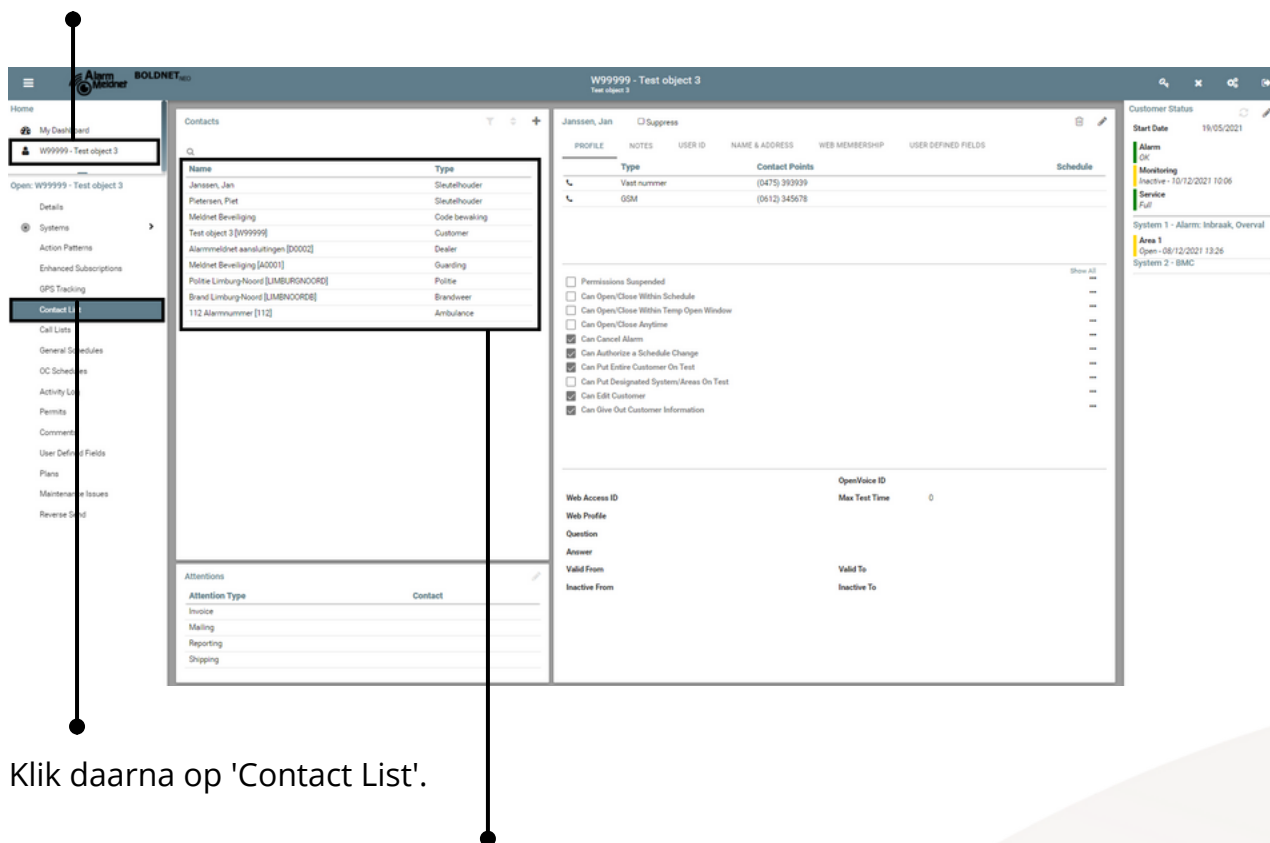 Alarm Meldnet BOLDNET NEO
W99999 - Test object 3
Test object 3
Home
My Dashboard
W99999 - Test object 3
Open: W99999 - Test object 3
Details
Systems
Action Patterns
Enhanced Subscriptions
GPS Tracking
Contact List
Call Lists
General Schedules
OC Schedules
Activity Log
Permits
Comments
User Defined Fields
Plans
Maintenance Issues
Reverse Send
Contacts
Name Type
Janssen, Jan Sleutelhouder
Pietersen, Piet Sleutelhouder
Meldnet Beveiliging Code bewaking
Test object 3 [W99999] Customer
Alarmmeldnet aansluitingen [D0002] Dealer
Meldnet Beveiliging [A0001] Guarding
Politie Limburg-Noord [LIMBURGNOORD] Politie
Brand Limburg-Noord [LIMBNOORDB] Brandweer
112 Alarmnummer [112] Ambulance
Attentions
Attention Type Contact
Invoice
Mailing
Reporting
Shipping
Janssen, Jan Suppress
PROFILE NOTES USER ID NAME & ADDRESS WEB MEMBERSHIP USER DEFINED FIELDS
Type Contact Points Schedule
Vast nummer (0475) 393939
GSM (0612) 345678
Show All
Permissions Suspended
Can Open/Close Within Schedule
Can Open/Close Within Temp Open Window
Can Open/Close Anytime
Can Cancel Alarm
Can Authorize a Schedule Change
Can Put Entire Customer On Test
Can Put Designated System/Areas On Test
Can Edit Customer
Can Give Out Customer Information
OpenVoice ID
Web Access ID Max Test Time 0
Web Profile
Question
Answer
Valid From Valid To
Inactive From Inactive To
Customer Status
Start Date 19/05/2021
Alarm
OK
Monitoring
Inactive - 10/12/2021 10:06
Service
Full
System 1 - Alarm: Inbraak, Overval
Area 1
Open - 08/12/2021 13:26
System 2 - BMC
Klik daarna op 'Contact List'.